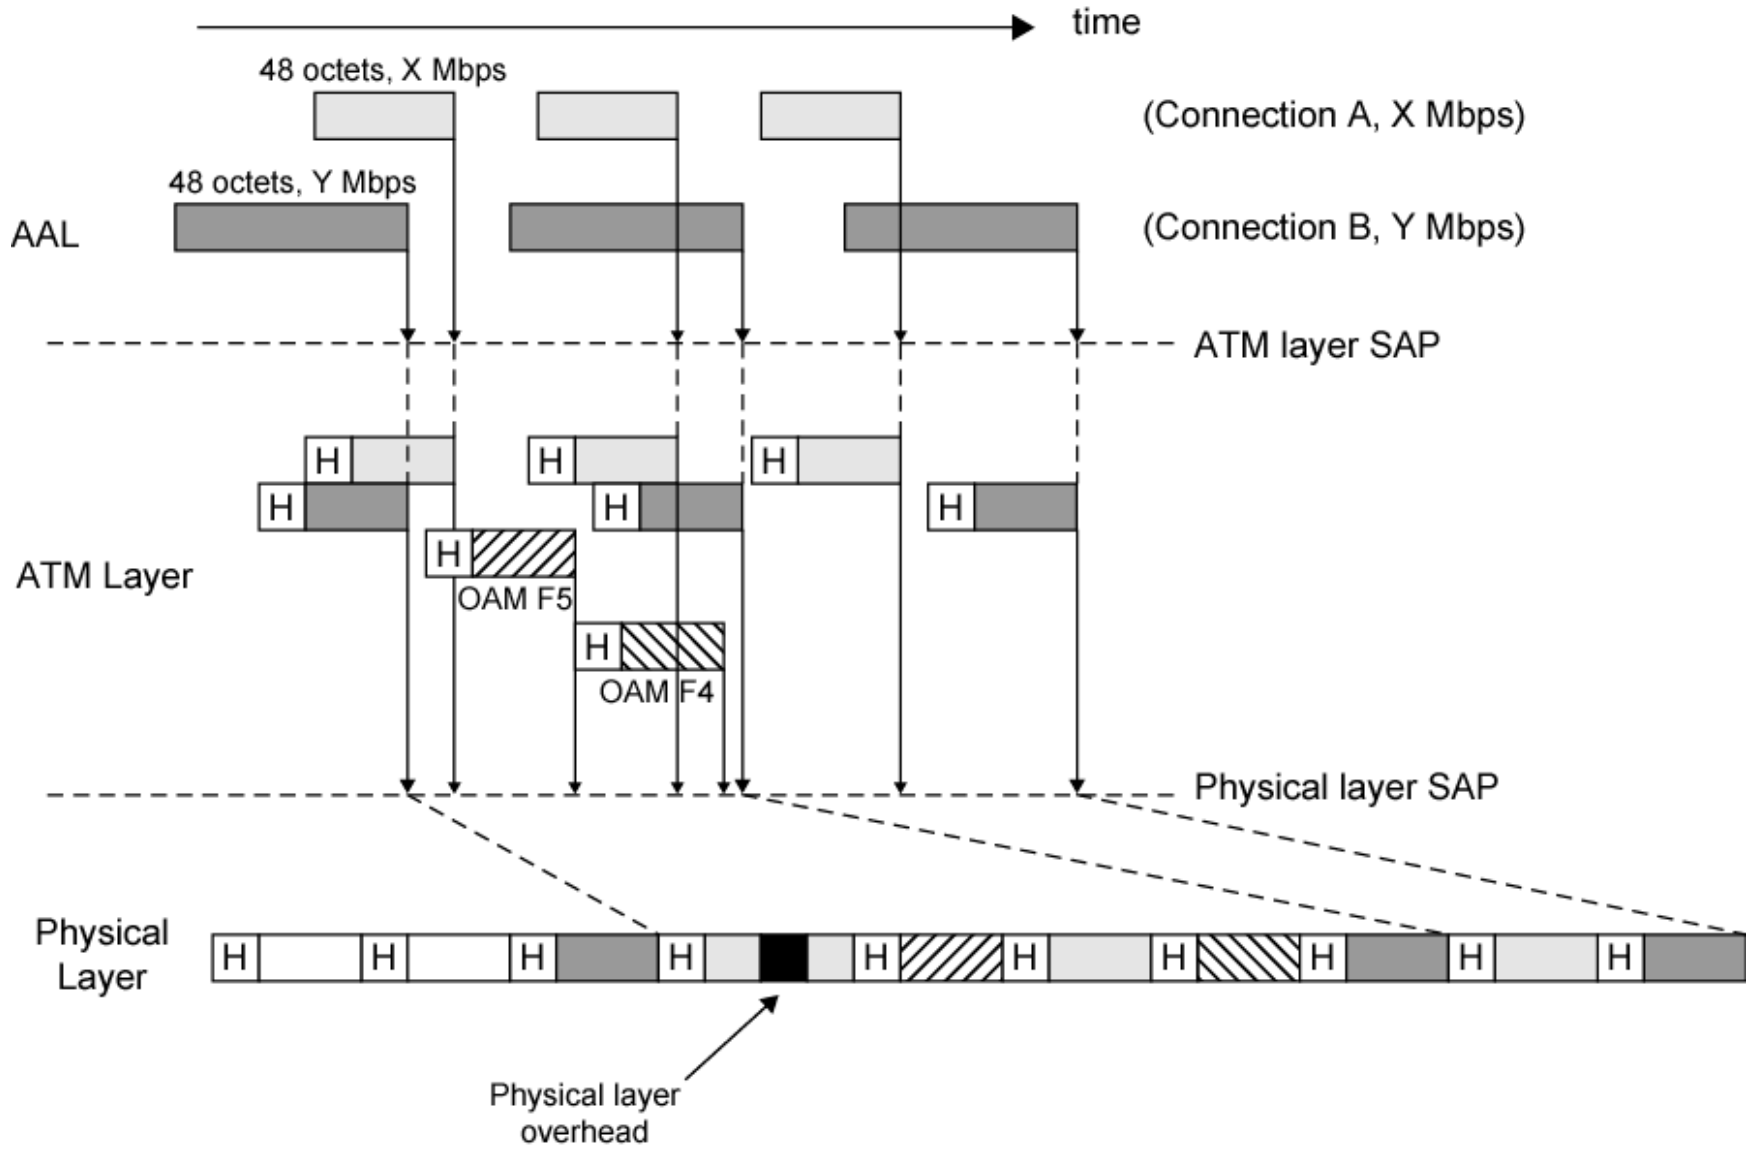 time
48 octets, X Mbps
(Connection A, X Mbps)
48 octets, Y Mbps
AAL
(Connection B, Y Mbps)
ATM layer SAP
H H H
H H H
H
ATM Layer
OAM F5
H
OAM F4
Physical layer SAP
Physical
Layer
H H H H H H H H H H
Physical layer
overhead